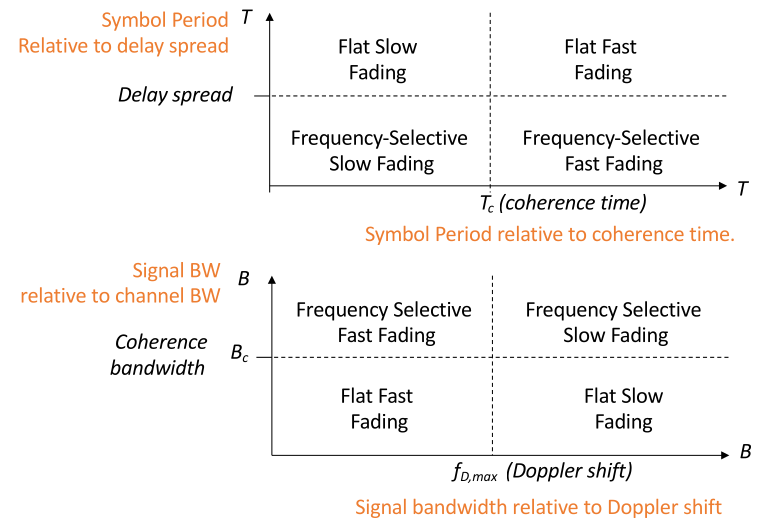 Symbol Period
Relative to delay spread
T
Flat Slow
Fading
Flat Fast
Fading
Delay spread
Frequency-Selective
Slow Fading
Frequency-Selective
Fast Fading
T
Tc (coherence time)
Symbol Period relative to coherence time.
Signal BW
relative to channel BW
B
Frequency Selective
Fast Fading
Frequency Selective
Slow Fading
Coherence
bandwidth
Bc
Flat Fast
Fading
Flat Slow
Fading
B
fD,max (Doppler shift)
Signal bandwidth relative to Doppler shift